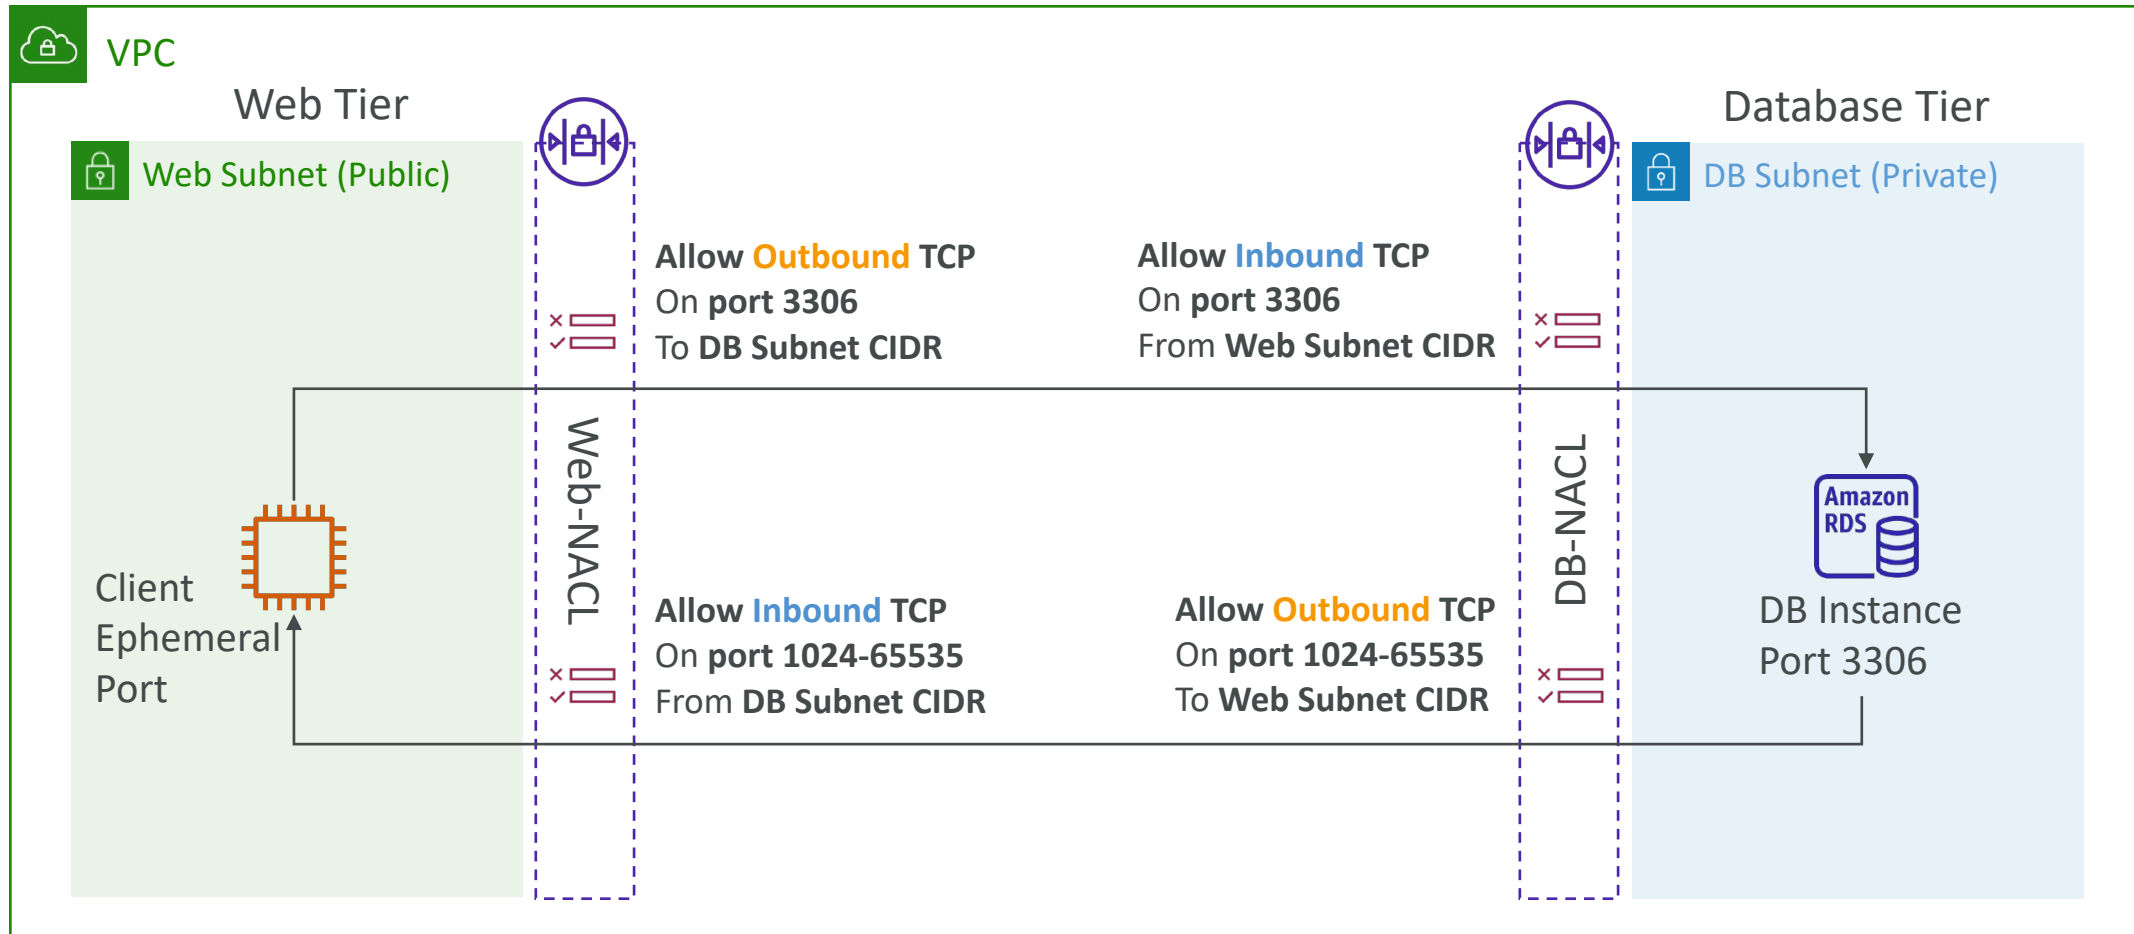 VPC
Web Tier
Database Tier
Web Subnet (Public)
DB Subnet (Private)
Allow Outbound TCP
On port 3306
To DB Subnet CIDR
Allow Inbound TCP
On port 3306
From Web Subnet CIDR
Web-NACL
DB-NACL
Amazon
RDS
Client
Ephemeral
Port
Allow Inbound TCP
On port 1024-65535
From DB Subnet CIDR
Allow Outbound TCP
On port 1024-65535
To Web Subnet CIDR
DB Instance
Port 3306